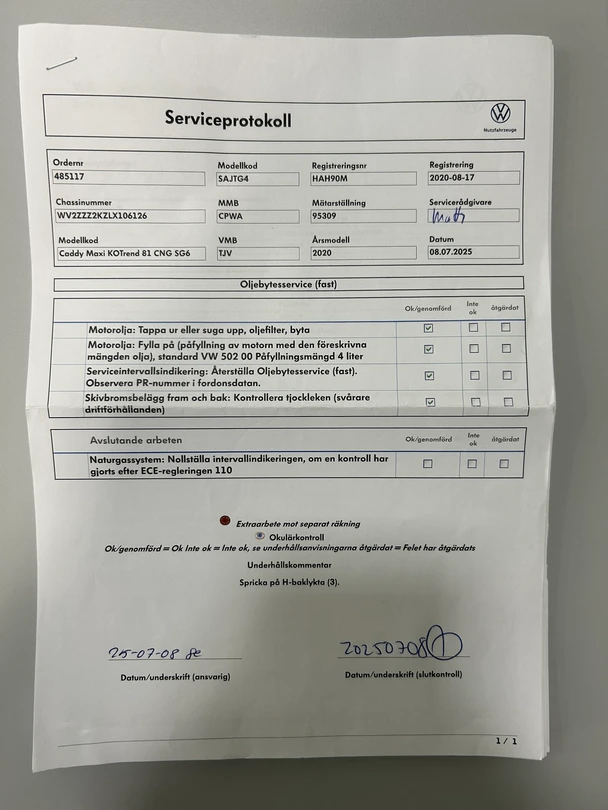 Serviceprotokoll
Nutzfahrzeuge
Ordernr Modellkod Registreringsnr Registrering
485117 SAJTG4 HAH90M 2020-08-17
Chassinummer MMB Mätarställning Servicerådgivare
WV2ZZZ2KZLX106126 CPWA 95309
Modellkod VMB Årsmodell Datum
Caddy Maxi KOTrend 81 CNG SG6 TJV 2020 08.07.2025
Oljebytesservice (fast)
Ok/genomförd Inte ok åtgärdat
Motorolja: Tappa ur eller suga upp, oljefilter, byta
Motorolja: Fylla på (påfyllning av motorn med den föreskrivna
mängden olja), standard VW 502 00 Påfyllningsmängd 4 liter
Serviceintervallsindikering: Återställa Oljebytesservice (fast).
Observera PR-nummer i fordonsdatan.
Skivbromsbelägg fram och bak: Kontrollera tjockleken (svårare
driftförhållanden)
Avslutande arbeten Ok/genomförd Inte ok åtgärdat
Naturgassystem: Nollställa intervallindikeringen, om en kontroll har
gjorts efter ECE-regleringen 110
Extraarbete mot separat räkning
Okulärkontroll
Ok/genomförd = Ok Inte ok = Inte ok, se underhållsanvisningarna åtgärdat = Felet har åtgärdats
Underhållskommentar
Spricka på H-baklykta (3).
25-07-08 20250708 1
Datum/underskrift (ansvarig) Datum/underskrift (slutkontroll)
1 / 1